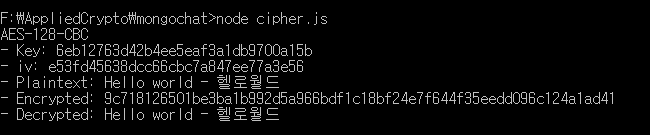 F:\AppliedCrypto\mongochat>node cipher.js
AES-128-CBC
- Key: 6eb12763d42b4ee5eaf3a1db9700a15b
- iv: e53fd45638dcc66cbc7a847ee77a3e56
- Plaintext: Hello world - 헬로월드
- Encrypted: 9c718126501be3ba1b992d5a966bdf1c18bf24e7f644f35eedd096c124a1ad41
- Decrypted: Hello world - 헬로월드